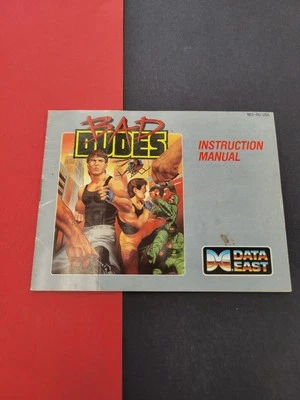 BAD
DUDES
INSTRUCTION
MANUAL
DATA
EAST